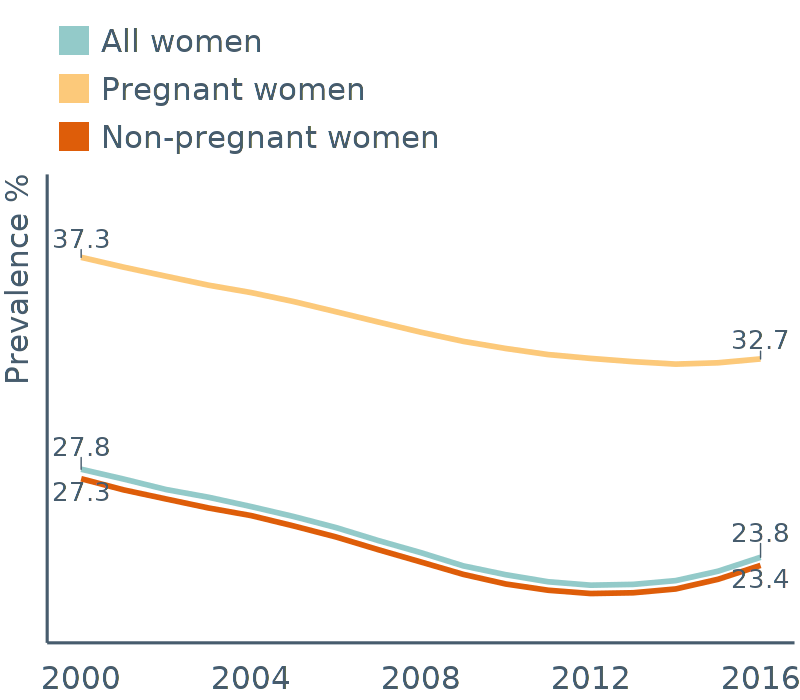 All women
Pregnant women
Non-pregnant women
Prevalence %
37.3
32.7
27.8
27.3
23.8
23.4
2000 2004 2008 2012 2016